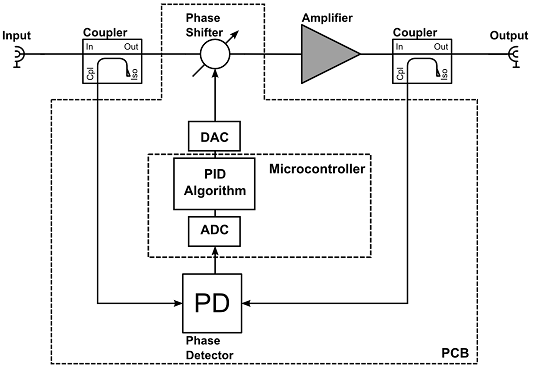 Input
Coupler
In
Out
Cpl
Iso
Phase
Shifter
Amplifier
Coupler
In
Out
Cpl
Iso
Output
DAC
Microcontroller
PID
Algorithm
ADC
PD
Phase
Detector
PCB